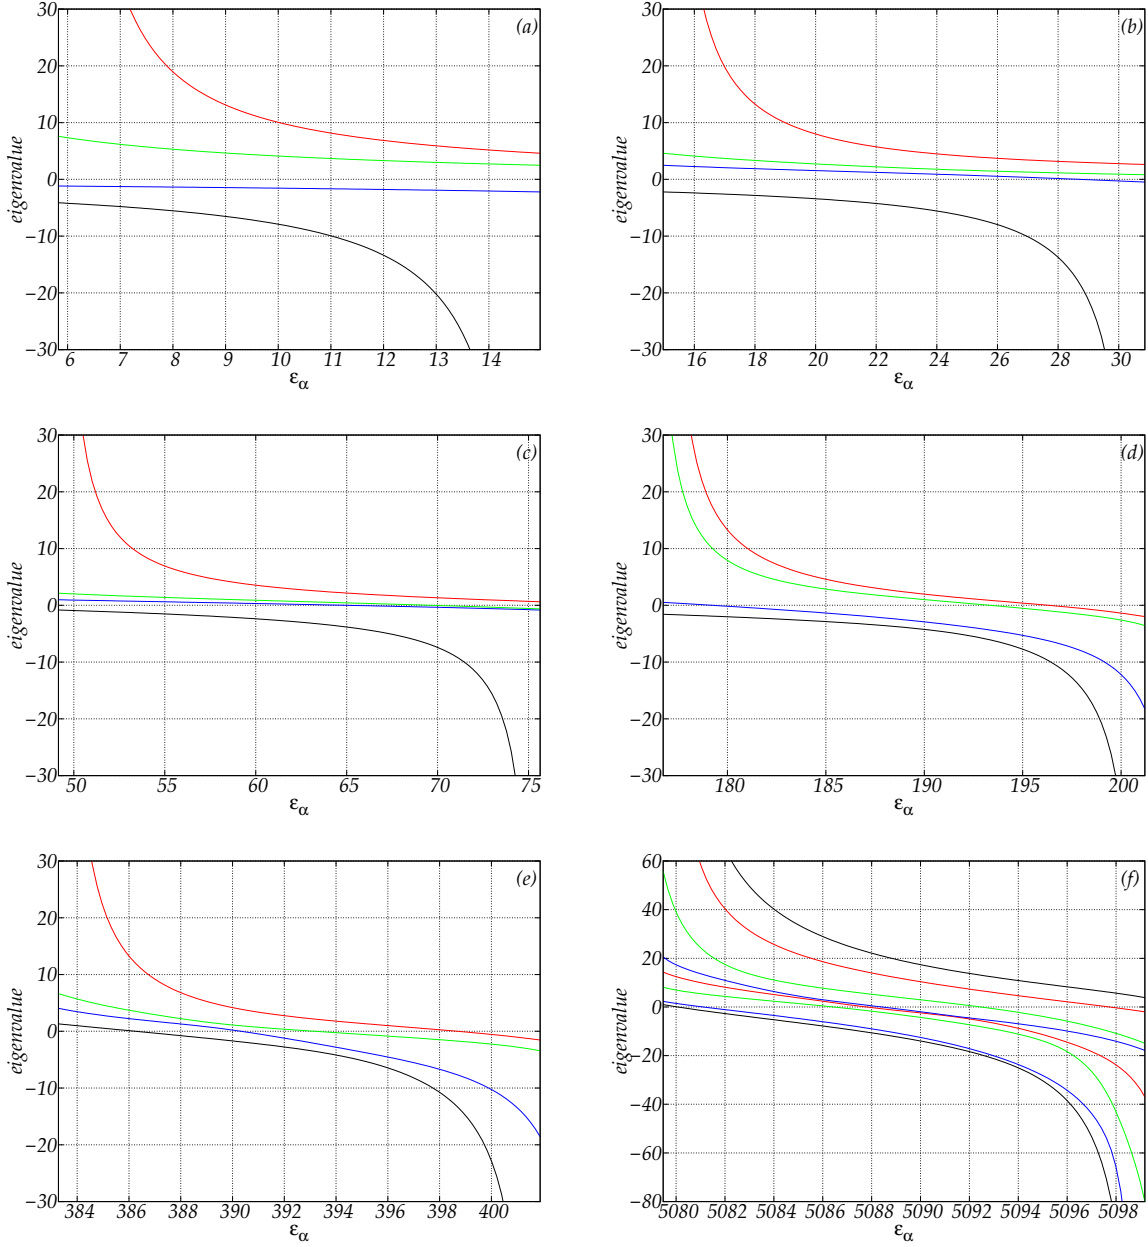 (a)
30
20
10
0
−10
−20
−30
eigenvalue
6 7 8 9 10 11 12 13 14
εα
(b)
30
20
10
0
−10
−20
−30
eigenvalue
16 18 20 22 24 26 28 30
εα
(c)
30
20
10
0
−10
−20
−30
eigenvalue
50 55 60 65 70 75
εα
(d)
30
20
10
0
−10
−20
−30
eigenvalue
180 185 190 195 200
εα
(e)
30
20
10
0
−10
−20
−30
eigenvalue
384 386 388 390 392 394 396 398 400
εα
(f)
60
40
20
0
−20
−40
−60
−80
eigenvalue
5080 5082 5084 5086 5088 5090 5092 5094 5096 5098
εα